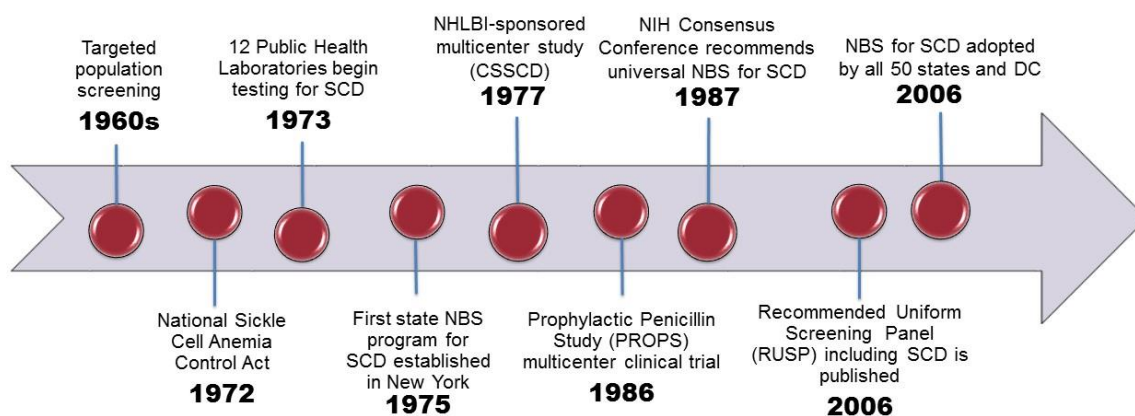 Targeted
population
screening
1960s
National Sickle
Cell Anemia
Control Act
1972
12 Public Health
Laboratories begin
testing for SCD
1973
First state NBS
program for
SCD established
in New York
1975
NHLBI-sponsored
multicenter study
(CSSCD)
1977
Prophylactic Penicillin
Study (PROPS)
multicenter clinical trial
1986
NIH Consensus
Conference recommends
universal NBS for SCD
1987
Recommended Uniform
Screening Panel
(RUSP) including SCD is
published
2006
NBS for SCD adopted
by all 50 states and DC
2006